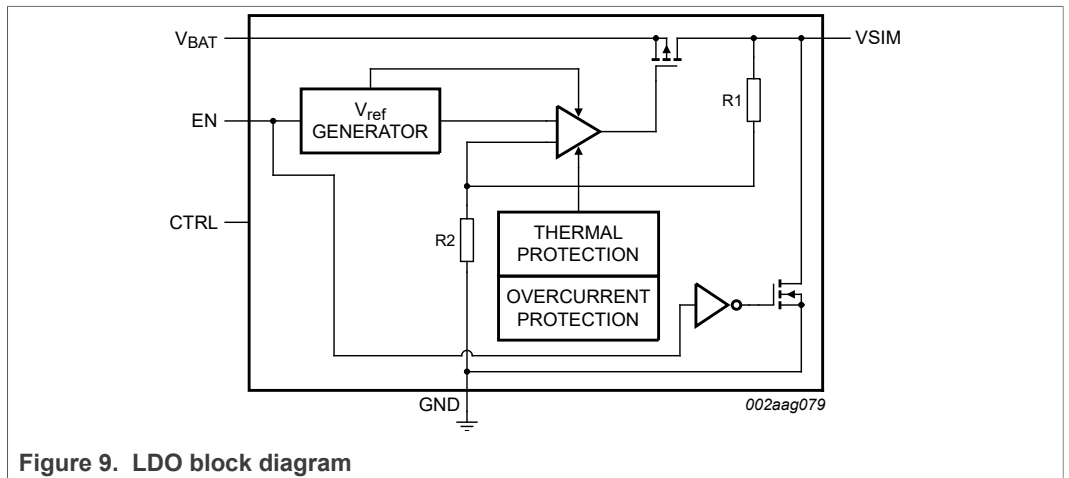 VBAT
VSIM
R1
Vref
GENERATOR
EN
CTRL
R2
THERMAL
PROTECTION
OVERCURRENT
PROTECTION
GND
002aag079
Figure 9. LDO block diagram